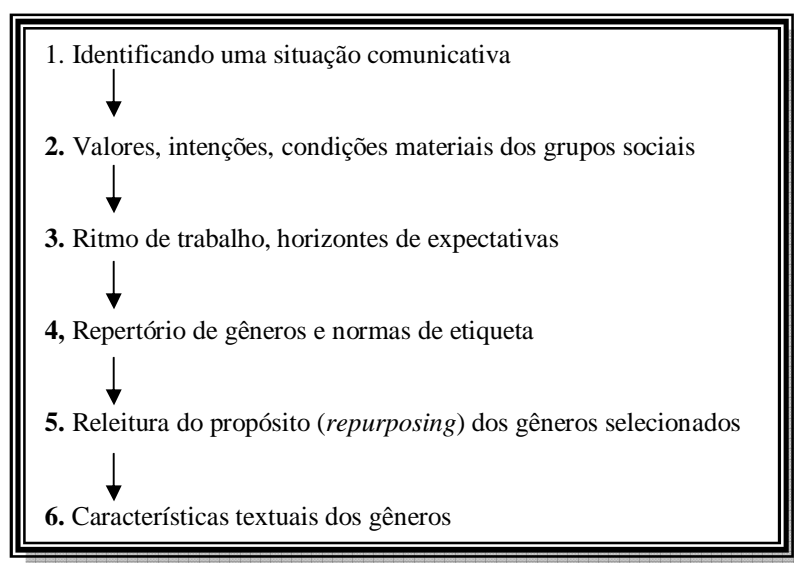 1. Identificando uma situação comunicativa
2. Valores, intenções, condições materiais dos grupos sociais
3. Ritmo de trabalho, horizontes de expectativas
4, Repertório de gêneros e normas de etiqueta
5. Releitura do propósito (repurposing) dos gêneros selecionados
6. Características textuais dos gêneros